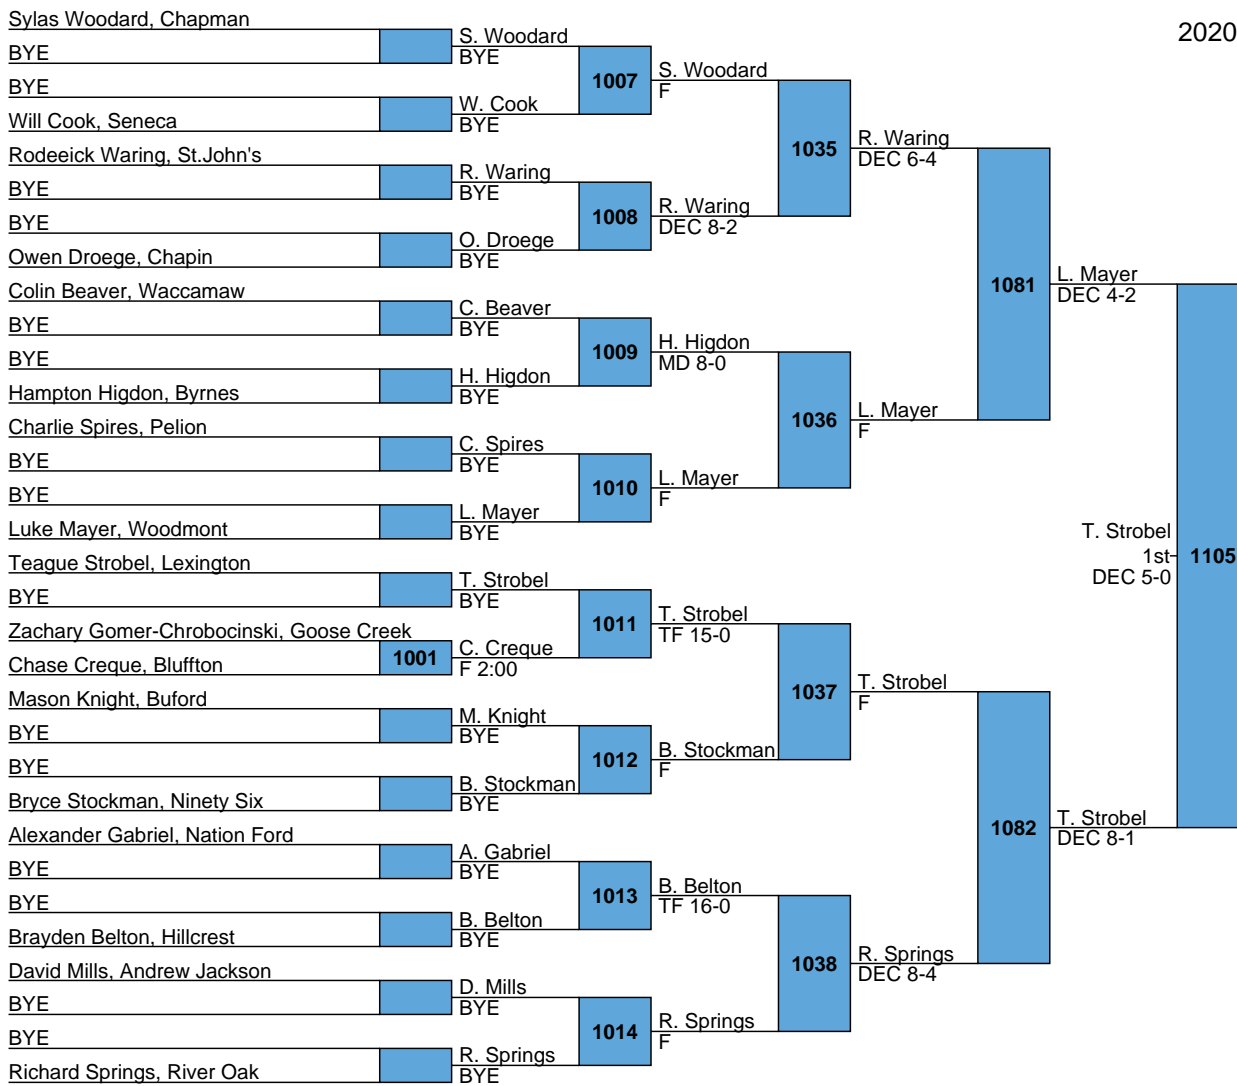 2020
Sylas Woodard, Chapman
BYE
BYE
Will Cook, Seneca
Rodeeick Waring, St.John's
BYE
BYE
Owen Droege, Chapin
Colin Beaver, Waccamaw
BYE
BYE
Hampton Higdon, Byrnes
Charlie Spires, Pelion
BYE
BYE
Luke Mayer, Woodmont
Teague Strobel, Lexington
BYE
Zachary Gomer-Chrobocinski, Goose Creek
Chase Creque, Bluffton
Mason Knight, Buford
BYE
BYE
Bryce Stockman, Ninety Six
Alexander Gabriel, Nation Ford
BYE
BYE
Brayden Belton, Hillcrest
David Mills, Andrew Jackson
BYE
BYE
Richard Springs, River Oak
1001
S. Woodard
BYE
W. Cook
BYE
R. Waring
BYE
O. Droege
BYE
C. Beaver
BYE
H. Higdon
BYE
C. Spires
BYE
L. Mayer
BYE
T. Strobel
BYE
C. Creque
F 2:00
M. Knight
BYE
B. Stockman
BYE
A. Gabriel
BYE
B. Belton
BYE
D. Mills
BYE
R. Springs
BYE
1007
1008
1009
1010
1011
1012
1013
1014
S. Woodard
F
R. Waring
DEC 8-2
H. Higdon
MD 8-0
L. Mayer
F
T. Strobel
TF 15-0
B. Stockman
F
B. Belton
TF 16-0
R. Springs
F
1035
1036
1037
1038
R. Waring
DEC 6-4
L. Mayer
F
T. Strobel
F
R. Springs
DEC 8-4
1081
1082
L. Mayer
DEC 4-2
T. Strobel
DEC 8-1
T. Strobel
1st
DEC 5-0
1105